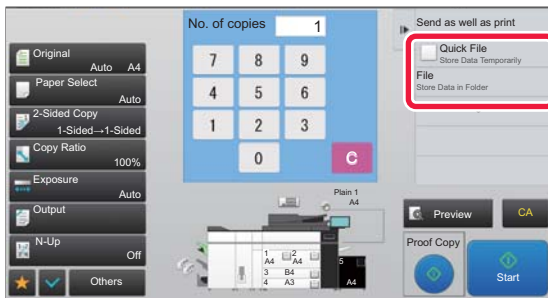 No. of copies 1
Send as well as print
Original
Auto A4
Paper Select
Auto
2-Sided Copy
1-Sided→1-Sided
Copy Ratio
100%
Exposure
Auto
Output
N-Up
Off
Others
7 8 9
4 5 6
1 2 3
0 C
Quick File
Store Data Temporarily
File
Store Data in Folder
Plain 1
A4
1 A4 2 A4
3 B4
4 A3
5
A4
Preview
CA
Proof Copy
Start